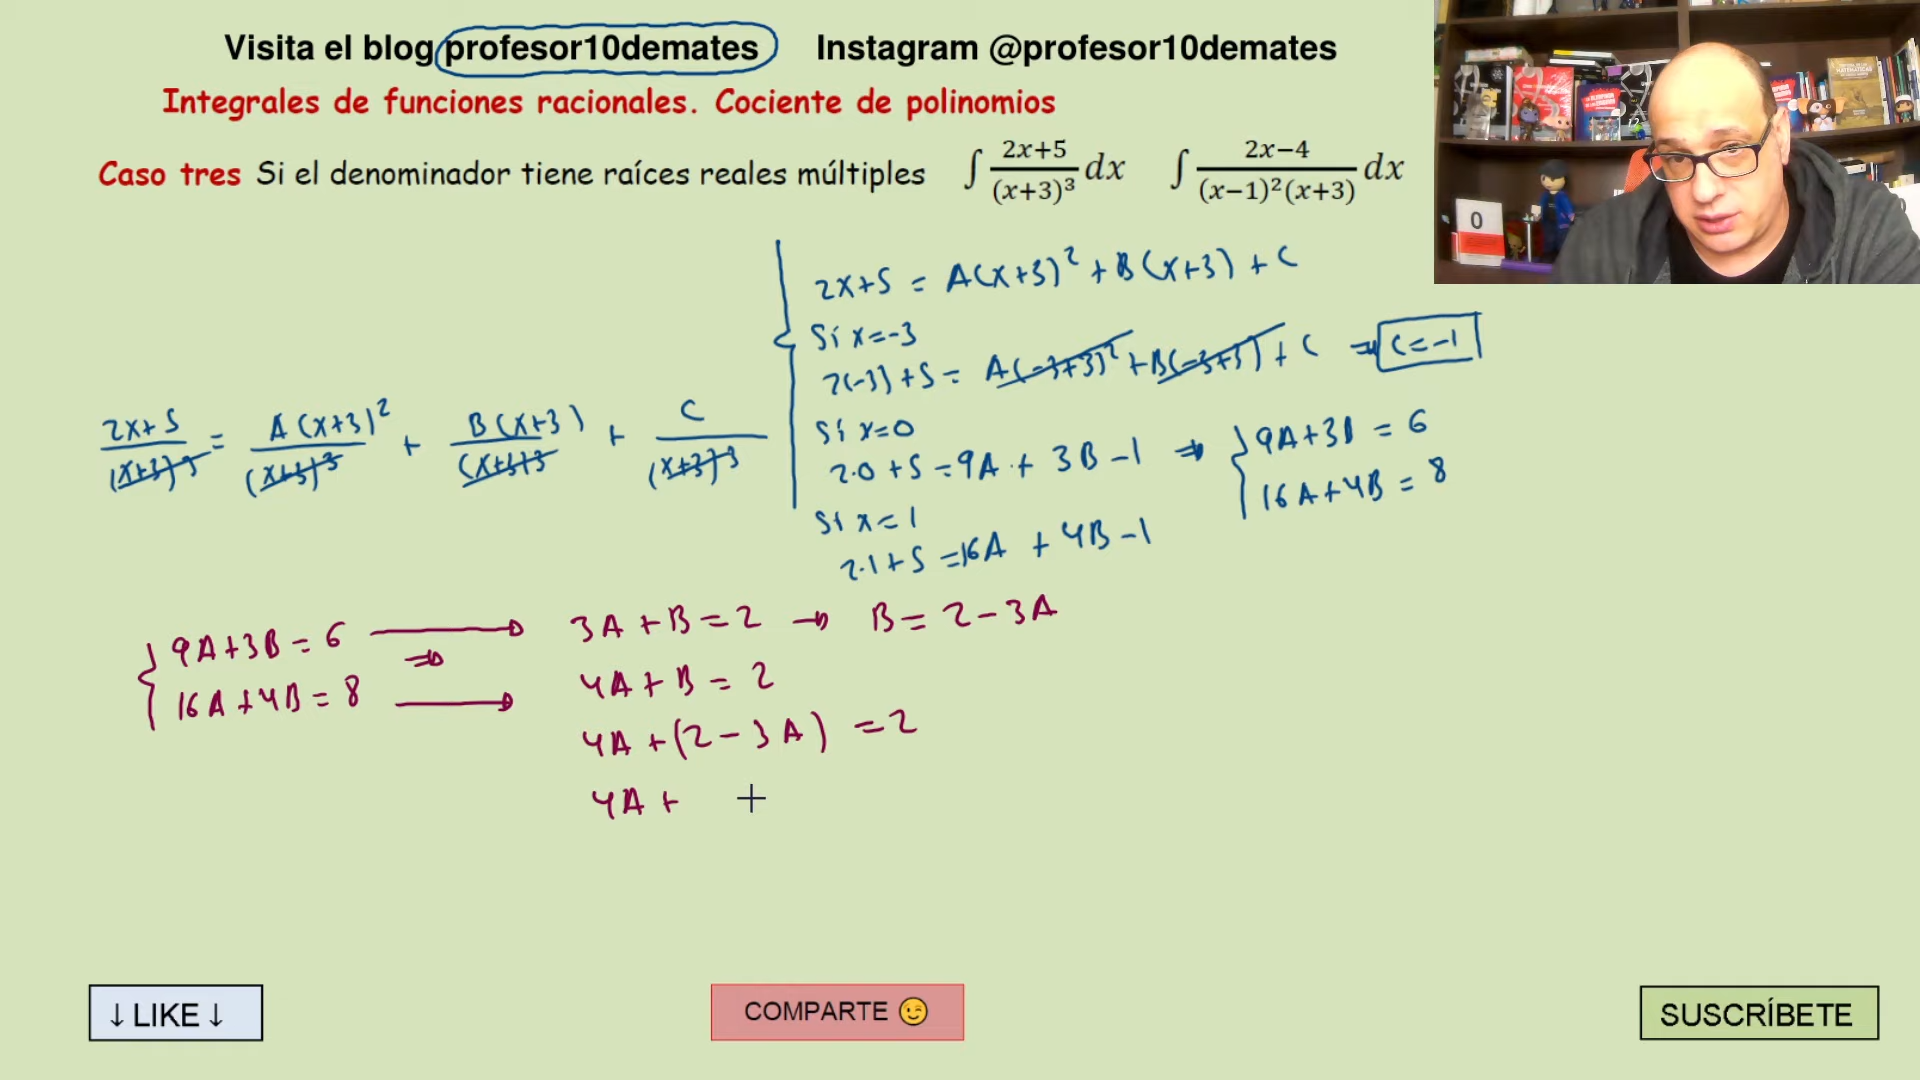 Visita el blog profesor10demates Instagram @profesor10demates
Integrales de funciones racionales. Cociente de polinomios
Caso tres Si el denominador tiene raíces reales múltiples ∫ 2x+5/(x+3)³ dx ∫ 2x−4/(x−1)²(x+3) dx
2x+5 = A(x+3)² + B(x+3) + C
Si x=-3
2(-3)+5 = A(-3+3)² + B(-3+3) + C ⇒ C=-1
2x+5/(x+3)³ = A(x+3)²/(x+3)³ + B(x+3)/(x+3)³ + C/(x+3)³
Si x=0
2·0+5 = 9A + 3B - 1 ⇒ { 9A+3B = 6
16A+4B = 8
Si x=1
2·1+5 = 16A + 4B - 1
{ 9A+3B = 6 → 3A+B=2 → B=2-3A
⇒
16A+4B = 8 → 4A+B=2
4A+(2-3A) = 2
4A+
↓ LIKE ↓
COMPARTE 😉
SUSCRÍBETE
0